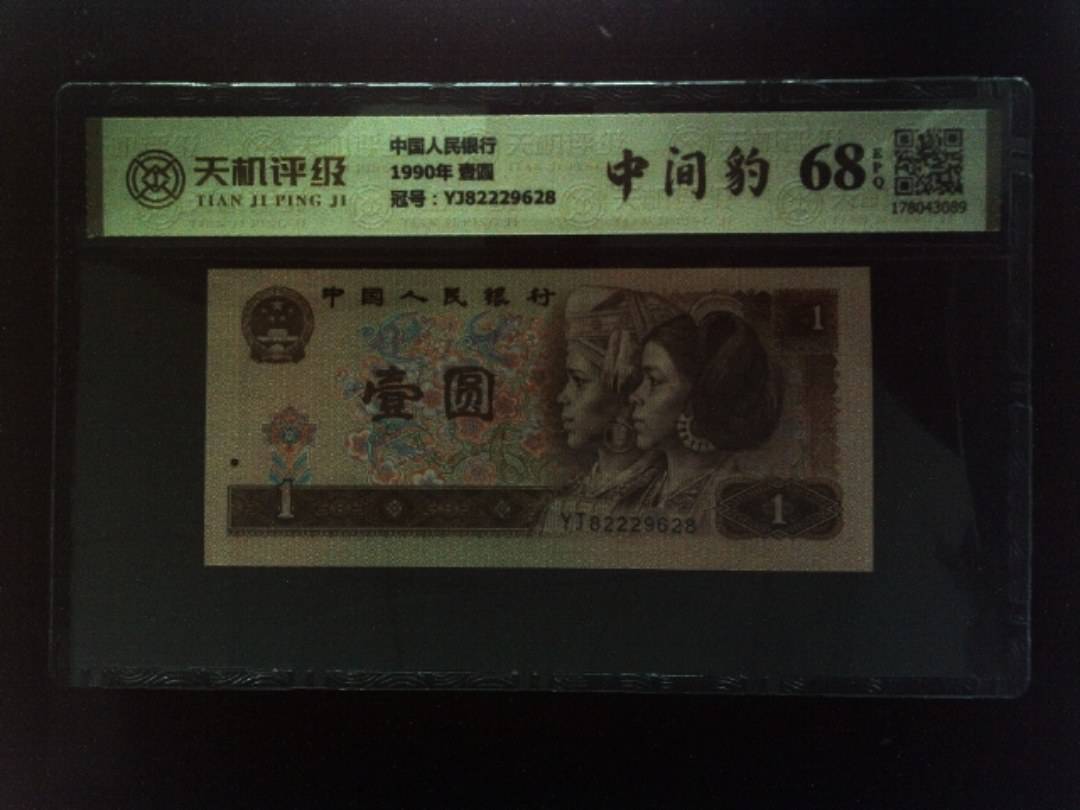 天机评级
TIAN JI PING JI
中国人民银行
1990年 壹圆
冠号：YJ82229628
中间豹
68
EPQ
178043089
中国人民银行
1
壹圆
1
YJ82229628
1